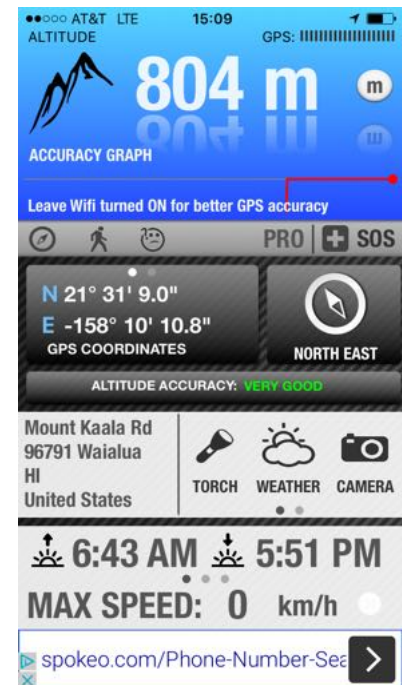 AT&T LTE 15:09
ALTITUDE GPS:
804 m m
ACCURACY GRAPH
Leave Wifi turned ON for better GPS accuracy
PRO | SOS
N 21° 31' 9.0"
E -158° 10' 10.8"
GPS COORDINATES
NORTH EAST
ALTITUDE ACCURACY: VERY GOOD
Mount Kaala Rd
96791 Waialua
HI
United States
TORCH WEATHER CAMERA
6:43 AM 5:51 PM
MAX SPEED: 0 km/h
spokeo.com/Phone-Number-Sea